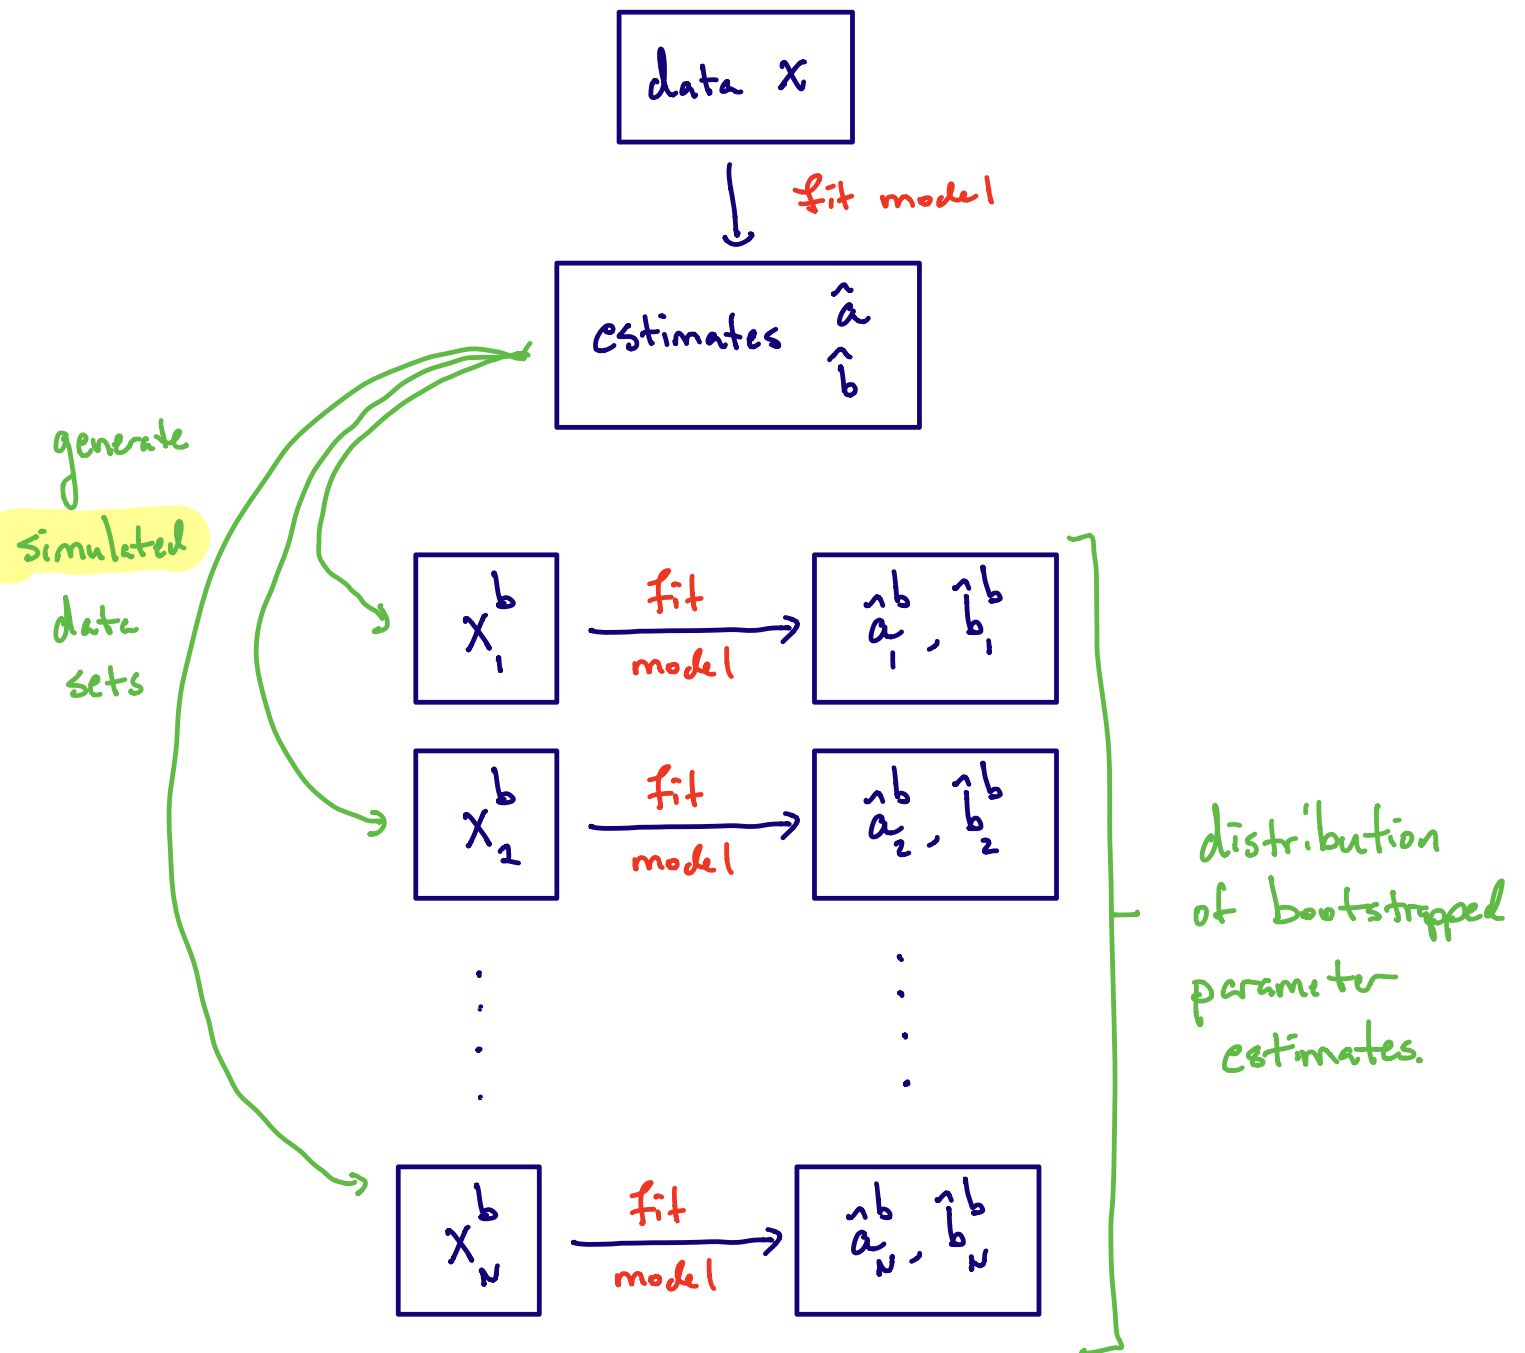 data x
fit model
estimates â
b̂
generate
simulated
data
sets
x₁ᵇ
fit
model
â₁ᵇ, b̂₁ᵇ
x₂ᵇ
fit
model
â₂ᵇ, b̂₂ᵇ
distribution
of bootstrapped
parameter
estimates.
x_Nᵇ
fit
model
â_Nᵇ, b̂_Nᵇ